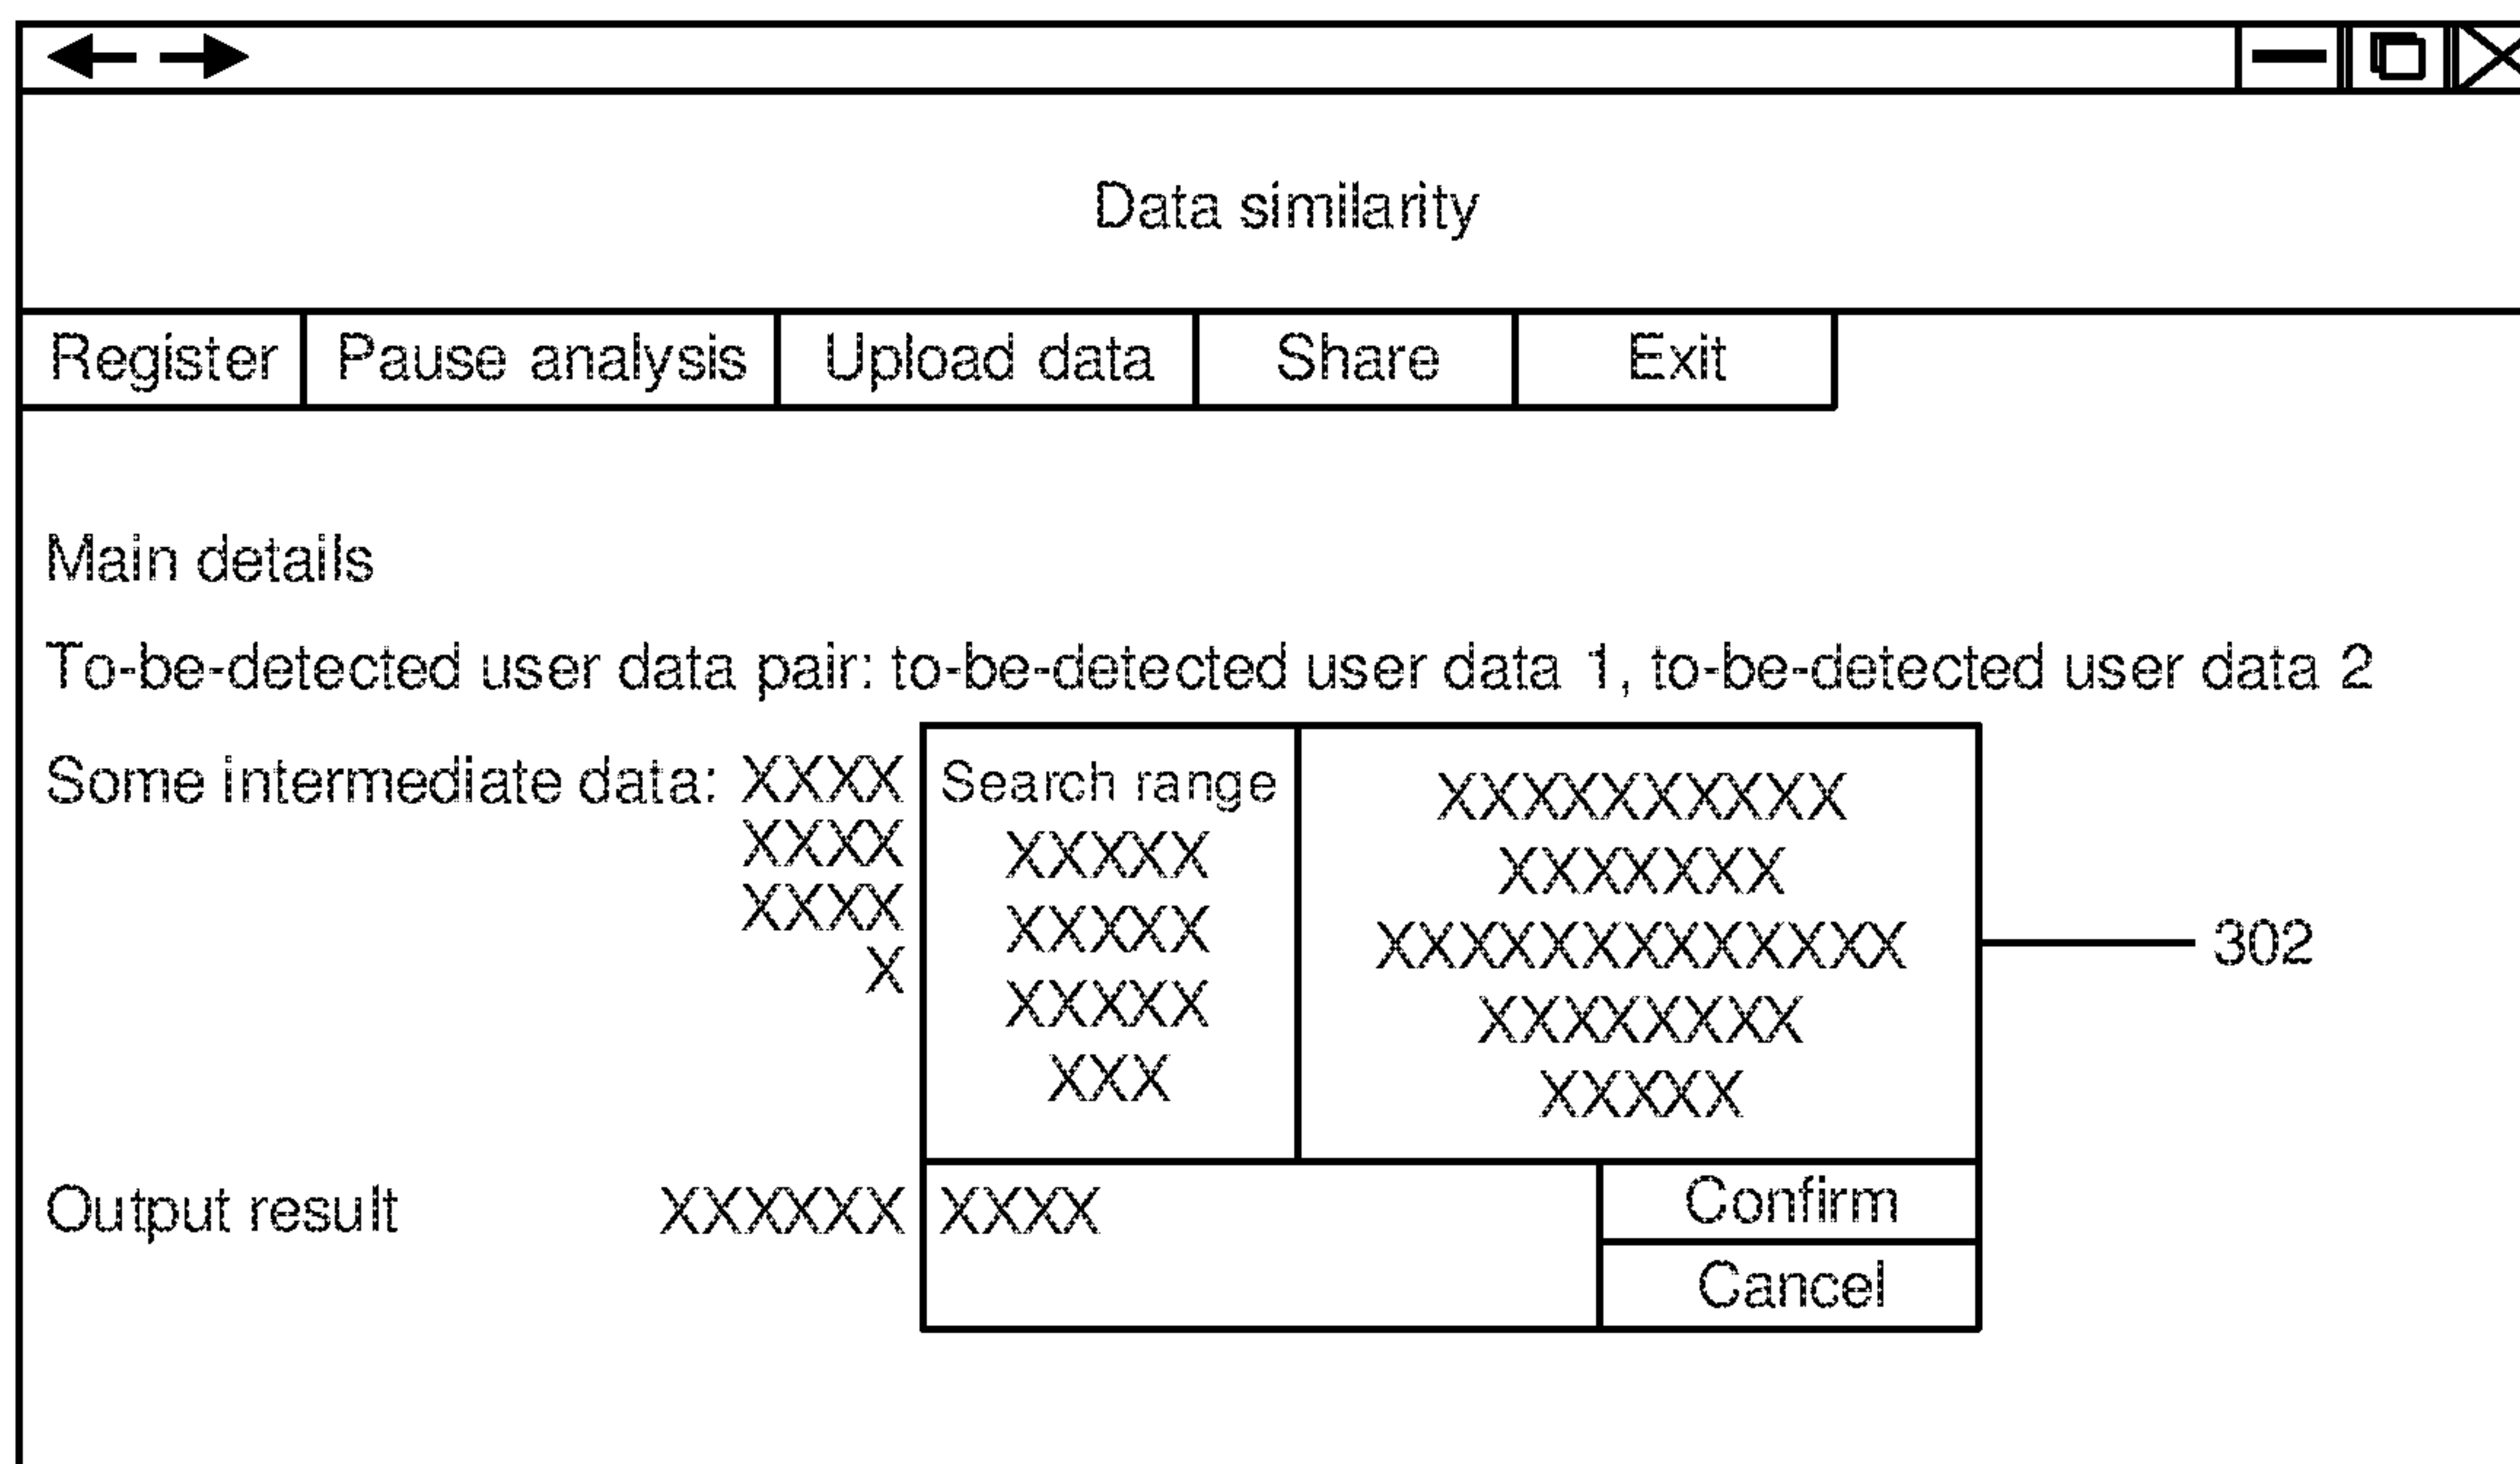 Data similarity
Register Pause analysis Upload data Share Exit
Main details
To-be-detected user data pair: to-be-detected user data 1, to-be-detected user data 2
Some intermediate data: XXXX
XXXX
XXXX
X
Search range
XXXXX
XXXXX
XXXXX
XXX
XXXXXXXXXX
XXXXXXX
XXXXXXXXXXXXX
XXXXXXXX
XXXXX
302
Output result XXXXXX
XXXX
Confirm
Cancel